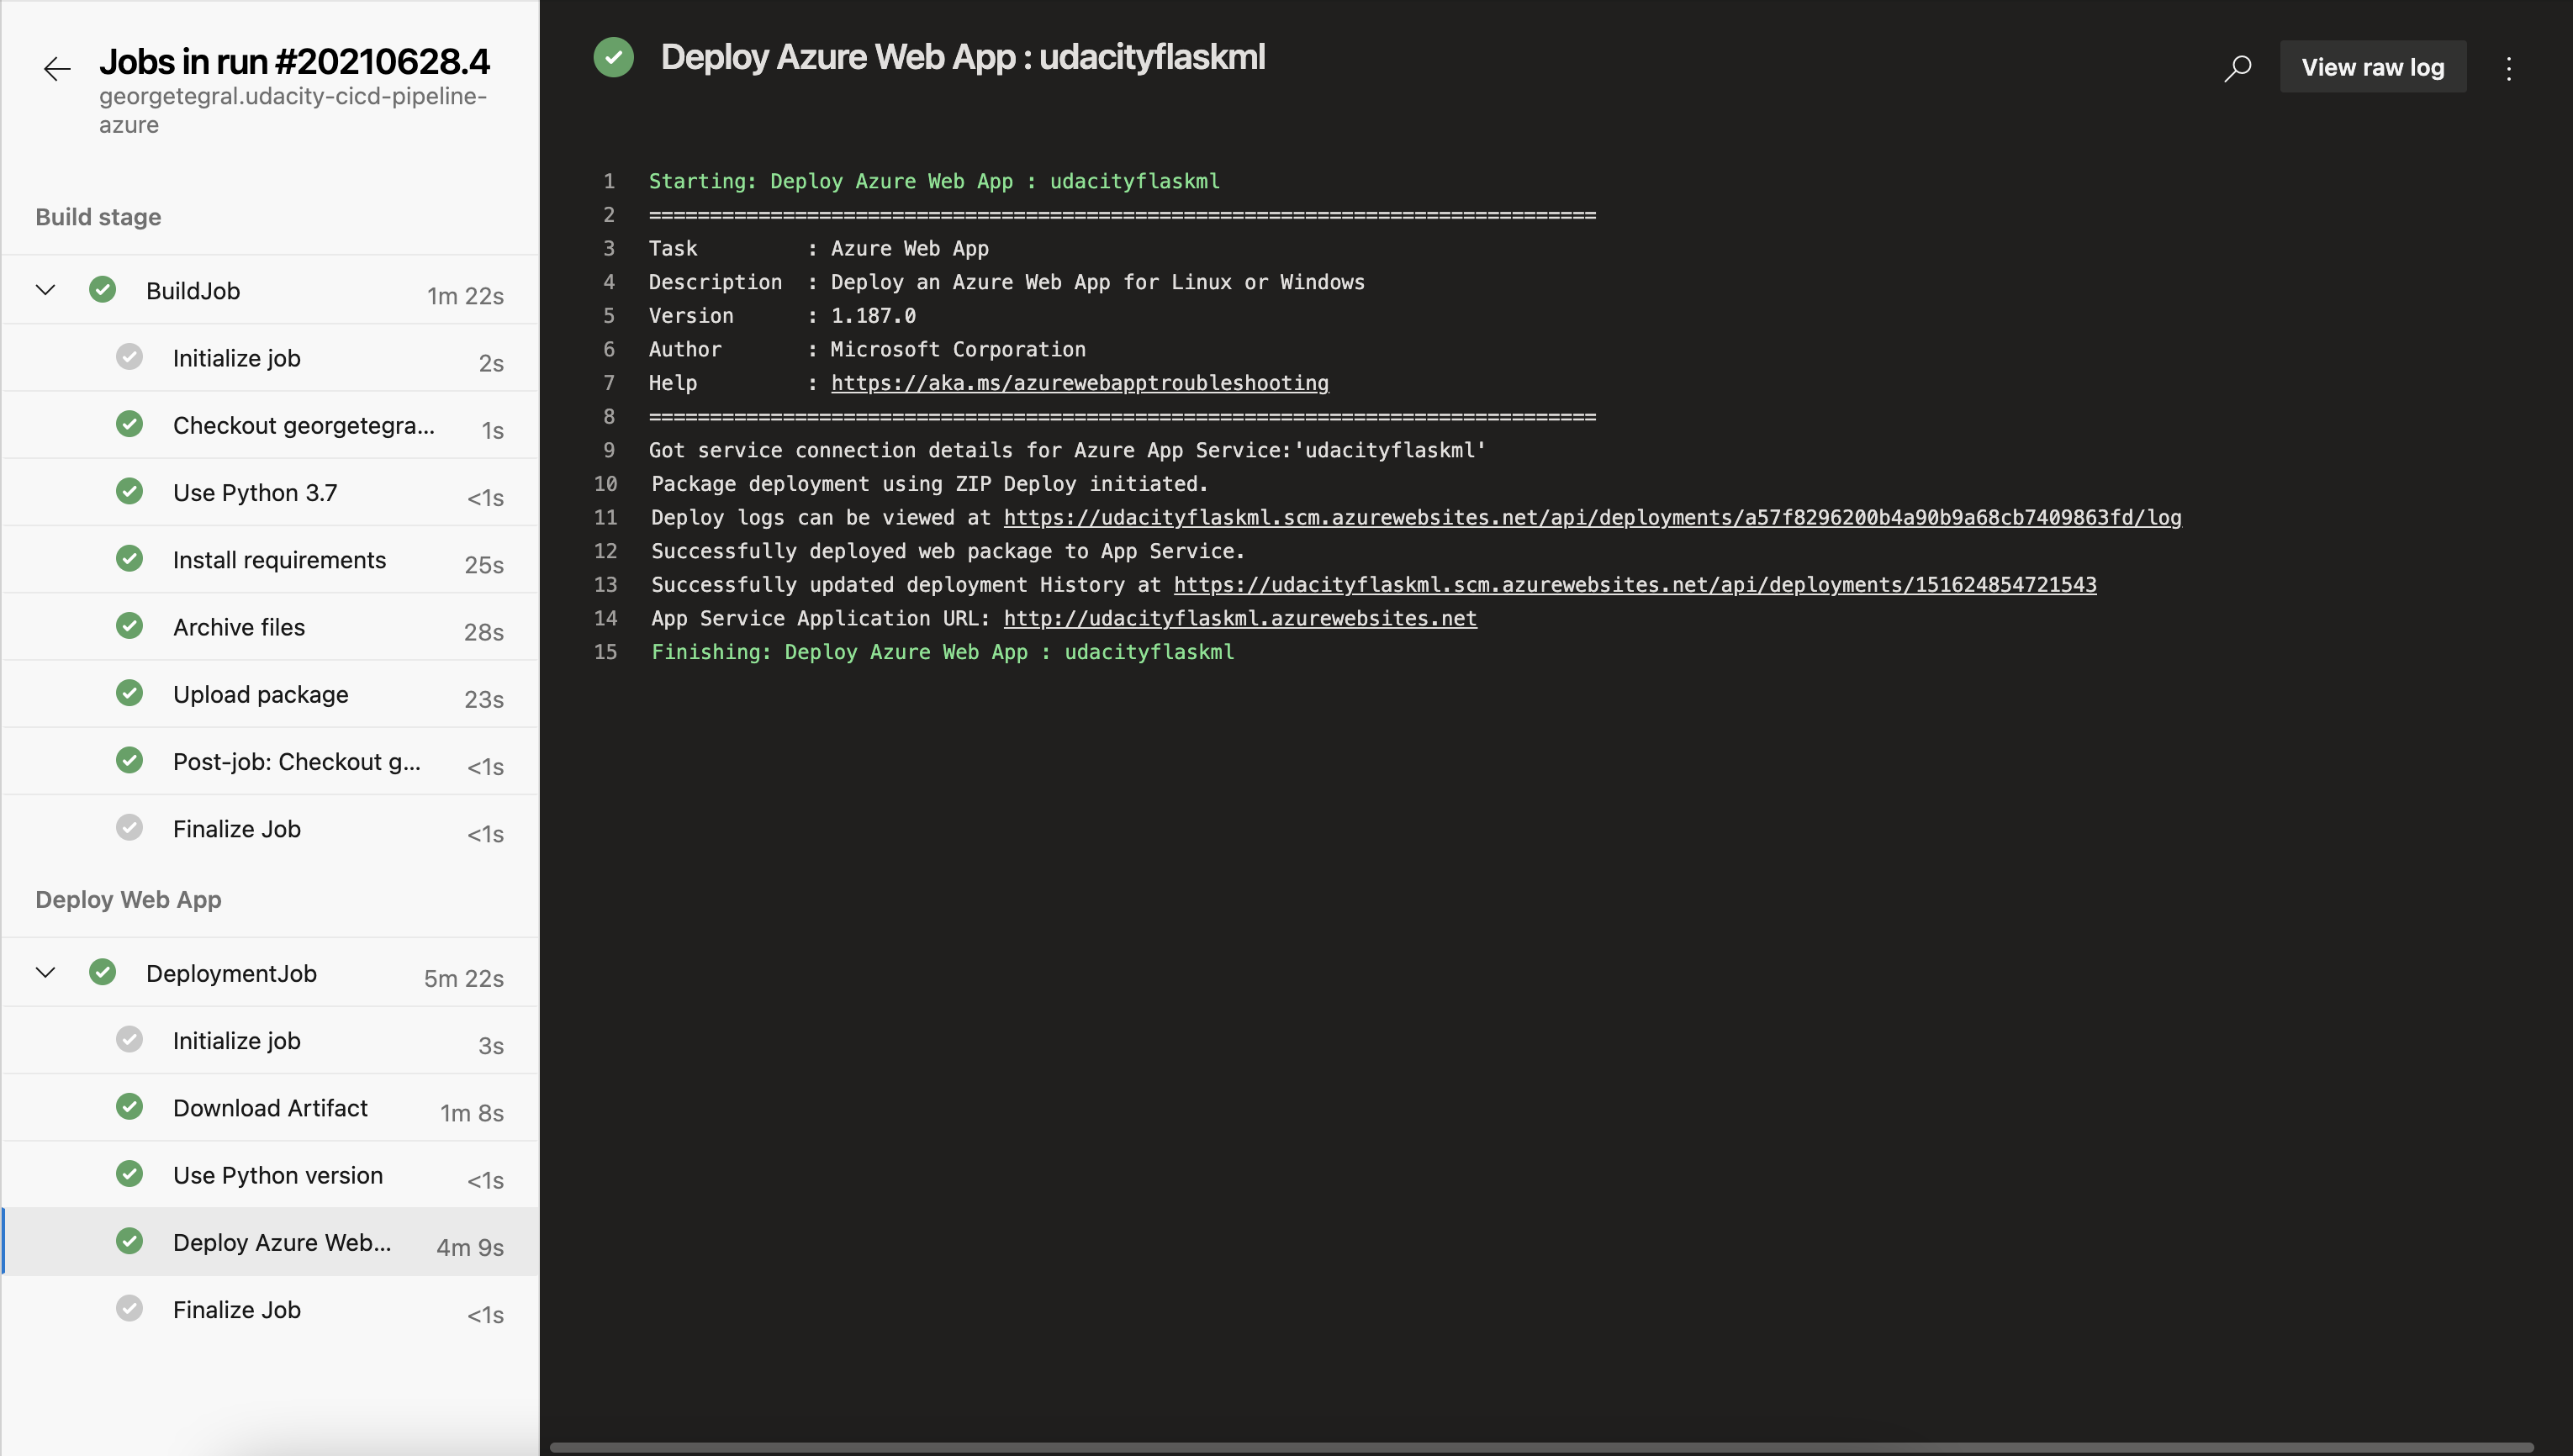 Jobs in run #20210628.4
georgetegral.udacity-cicd-pipeline-
azure
Build stage
BuildJob 1m 22s
Initialize job 2s
Checkout georgetegra... 1s
Use Python 3.7 <1s
Install requirements 25s
Archive files 28s
Upload package 23s
Post-job: Checkout g... <1s
Finalize Job <1s
Deploy Web App
DeploymentJob 5m 22s
Initialize job 3s
Download Artifact 1m 8s
Use Python version <1s
Deploy Azure Web... 4m 9s
Finalize Job <1s
Deploy Azure Web App : udacityflaskml
View raw log
1 Starting: Deploy Azure Web App : udacityflaskml
2 ==============================================================================
3 Task         : Azure Web App
4 Description  : Deploy an Azure Web App for Linux or Windows
5 Version      : 1.187.0
6 Author       : Microsoft Corporation
7 Help         : https://aka.ms/azurewebapptroubleshooting
8 ==============================================================================
9 Got service connection details for Azure App Service:'udacityflaskml'
10 Package deployment using ZIP Deploy initiated.
11 Deploy logs can be viewed at https://udacityflaskml.scm.azurewebsites.net/api/deployments/a57f8296200b4a90b9a68cb7409863fd/log
12 Successfully deployed web package to App Service.
13 Successfully updated deployment History at https://udacityflaskml.scm.azurewebsites.net/api/deployments/151624854721543
14 App Service Application URL: http://udacityflaskml.azurewebsites.net
15 Finishing: Deploy Azure Web App : udacityflaskml